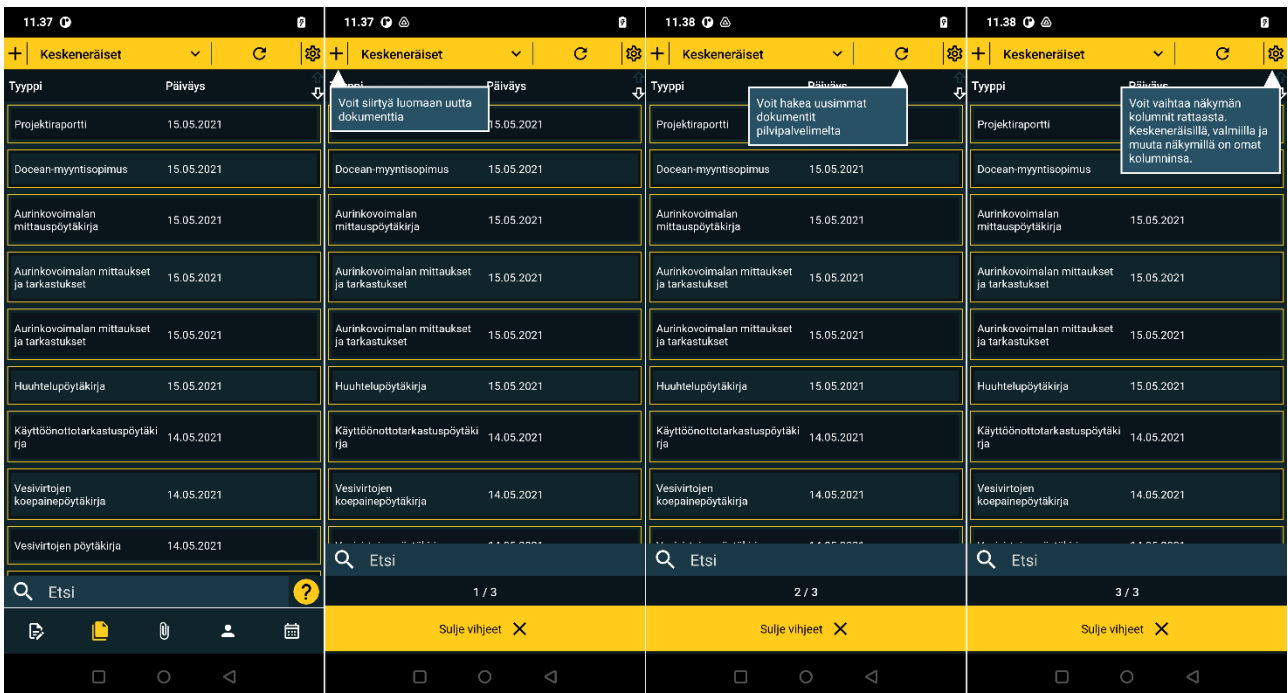 11.37
Keskeneräiset
Tyyppi Päiväys
Projektiraportti 15.05.2021
Docean-myyntisopimus 15.05.2021
Aurinkovoimalan
mittauspöytäkirja 15.05.2021
Aurinkovoimalan mittaukset
ja tarkastukset 15.05.2021
Aurinkovoimalan mittaukset
ja tarkastukset 15.05.2021
Huuhtelupöytäkirja 15.05.2021
Käyttöönottotarkastuspöytäki
rja 14.05.2021
Vesivirtojen
koepainepöytäkirja 14.05.2021
Vesivirtojen pöytäkirja 14.05.2021
Etsi ?
11.37
Keskeneräiset
Päiväys
Voit siirtyä luomaan uutta
dokumenttia
15.05.2021
Docean-myyntisopimus 15.05.2021
Aurinkovoimalan
mittauspöytäkirja 15.05.2021
Aurinkovoimalan mittaukset
ja tarkastukset 15.05.2021
Aurinkovoimalan mittaukset
ja tarkastukset 15.05.2021
Huuhtelupöytäkirja 15.05.2021
Käyttöönottotarkastuspöytäki
rja 14.05.2021
Vesivirtojen
koepainepöytäkirja 14.05.2021
Etsi
1 / 3
Sulje vihjeet
11.38
Keskeneräiset
Tyyppi Päiväys
Projektiraportti
Voit hakea uusimmat
dokumentit
pilvipalvelimelta
Docean-myyntisopimus 15.05.2021
Aurinkovoimalan
mittauspöytäkirja 15.05.2021
Aurinkovoimalan mittaukset
ja tarkastukset 15.05.2021
Aurinkovoimalan mittaukset
ja tarkastukset 15.05.2021
Huuhtelupöytäkirja 15.05.2021
Käyttöönottotarkastuspöytäki
rja 14.05.2021
Vesivirtojen
koepainepöytäkirja 14.05.2021
Etsi
2 / 3
Sulje vihjeet
11.38
Keskeneräiset
Tyyppi Päiväys
Projektiraportti
Voit vaihtaa näkymän
kolumnit rattaasta.
Keskeneräisillä, valmiilla ja
muuta näkymillä on omat
kolumninsa.
Docean-myyntisopimus
Aurinkovoimalan
mittauspöytäkirja 15.05.2021
Aurinkovoimalan mittaukset
ja tarkastukset 15.05.2021
Aurinkovoimalan mittaukset
ja tarkastukset 15.05.2021
Huuhtelupöytäkirja 15.05.2021
Käyttöönottotarkastuspöytäki
rja 14.05.2021
Vesivirtojen
koepainepöytäkirja 14.05.2021
Etsi
3 / 3
Sulje vihjeet